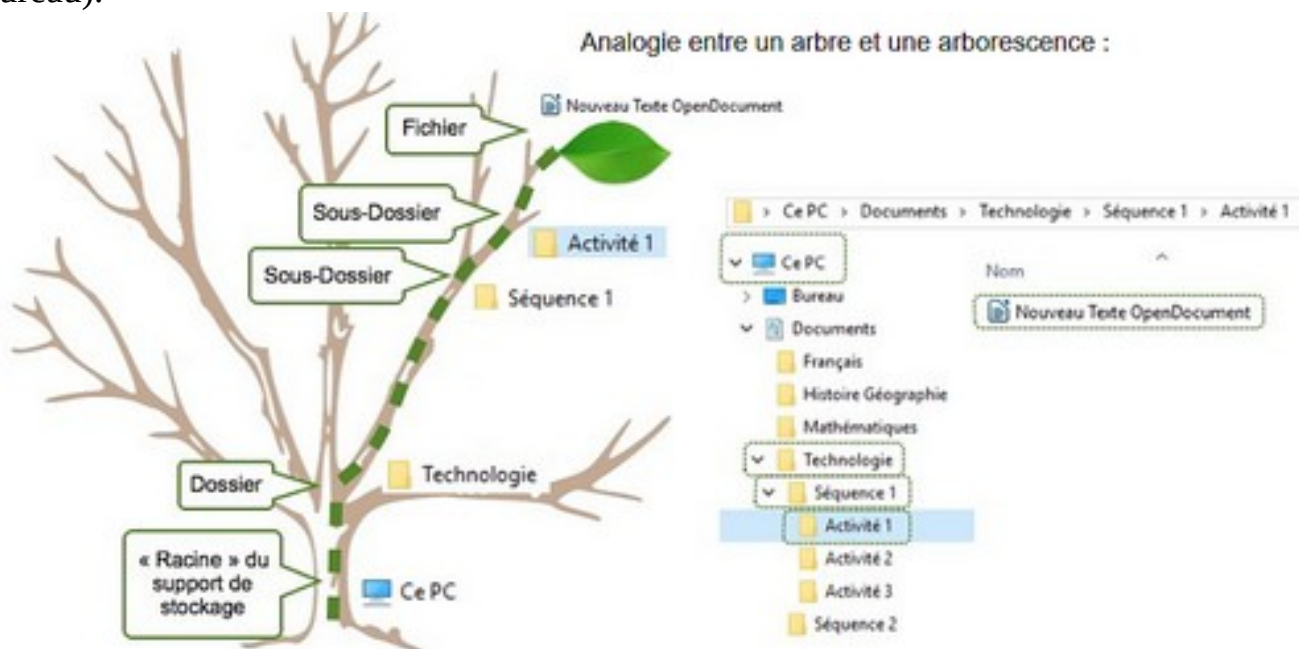 ureau).
Analogie entre un arbre et une arborescence :
Nouveau Texte OpenDocument
Fichier
Sous-Dossier
Activité 1
Sous-Dossier
Séquence 1
Dossier
Technologie
« Racine » du
support de
stockage
Ce PC
> Ce PC > Documents > Technologie > Séquence 1 > Activité 1
Ce PC
Nom
Bureau
Nouveau Texte OpenDocument
Documents
Français
Histoire Géographie
Mathématiques
Technologie
Séquence 1
Activité 1
Activité 2
Activité 3
Séquence 2